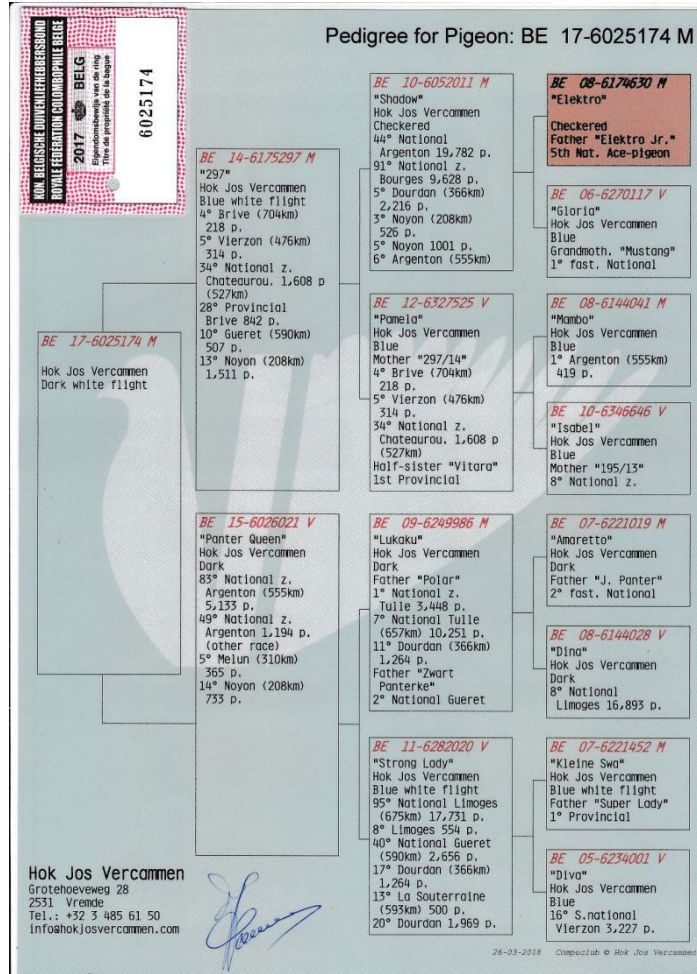 Pedigree for Pigeon: BE 17-6025174 M
KON. BELGISCHE DUIVENLIEFHEBBERSBOND
ROYALE FÉDÉRATION COLOMBOPHILE BELGE
2017 BELG
Eigendomsbewijs van de ring
Titre de propriété de la bague
6025174
BE 17-6025174 M
Hok Jos Vercammen
Dark white flight
BE 14-6175297 M
"297"
Hok Jos Vercammen
Blue white flight
4° Brive (704km)
218 p.
5° Vierzon (476km)
314 p.
34° National z.
Chateaurou. 1,608 p
(527km)
28° Provincial
Brive 842 p.
10° Gueret (590km)
507 p.
13° Noyon (208km)
1,511 p.
BE 15-6026021 V
"Panter Queen"
Hok Jos Vercammen
Dark
83° National z.
Argenton (555km)
5,133 p.
49° National z.
Argenton 1,194 p.
(other race)
5° Melun (310km)
365 p.
14° Noyon (208km)
733 p.
BE 10-6052011 M
"Shadow"
Hok Jos Vercammen
Checkered
44° National
Argenton 19,782 p.
91° National z.
Bourges 9,628 p.
5° Dourdan (366km)
2,216 p.
3° Noyon (208km)
526 p.
5° Noyon 1001 p.
6° Argenton (555km)
BE 12-6327525 V
"Pamela"
Hok Jos Vercammen
Blue
Mother "297/14"
4° Brive (704km)
218 p.
5° Vierzon (476km)
314 p.
34° National z.
Chateaurou. 1,608 p
(527km)
Half-sister "Vitara"
1st Provincial
BE 09-6249986 M
"Lukaku"
Hok Jos Vercammen
Dark
Father "Polar"
1° National z.
Tulle 3,448 p.
7° National Tulle
(657km) 10,251 p.
11° Dourdan (366km)
1,264 p.
Father "Zwart
Panterke"
2° National Gueret
BE 11-6282020 V
"Strong Lady"
Hok Jos Vercammen
Blue white flight
95° National Limoges
(675km) 17,731 p.
8° Limoges 554 p.
40° National Gueret
(590km) 2,656 p.
17° Dourdan (366km)
1,264 p.
13° La Souterraine
(593km) 500 p.
20° Dourdan 1,969 p.
BE 08-6174630 M
"Elektro"
Checkered
Father "Elektro Jr."
5th Nat. Ace-pigeon
BE 06-6270117 V
"Gloria"
Hok Jos Vercammen
Blue
Grandmoth. "Mustang"
1° fast. National
BE 08-6144041 M
"Mambo"
Hok Jos Vercammen
Blue
1° Argenton (555km)
419 p.
BE 10-6346646 V
"Isabel"
Hok Jos Vercammen
Blue
Mother "195/13"
8° National z.
BE 07-6221019 M
"Amaretto"
Hok Jos Vercammen
Dark
Father "J. Panter"
2° fast. National
BE 08-6144028 V
"Dina"
Hok Jos Vercammen
Dark
8° National
Limoges 16,893 p.
BE 07-6221452 M
"Kleine Swa"
Hok Jos Vercammen
Blue white flight
Father "Super Lady"
1° Provincial
BE 05-6234001 V
"Diva"
Hok Jos Vercammen
Blue
16° S.national
Vierzon 3,227 p.
Hok Jos Vercammen
Grotehoeveweg 28
2531 Vremde
Tel.: +32 3 485 61 50
info@hokjosvercammen.com
26-03-2018 Compuclub © Hok Jos Vercammen